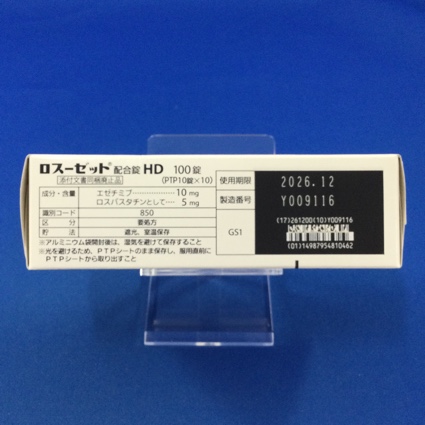 ロスーゼット®配合錠HD 100錠
添付文書同梱廃止品 (PTP10錠×10)
成分・含量 エゼチミブ 10mg
ロスバスタチンとして 5mg
識別コード 850
区分 要処方
貯法 遮光、室温保存
※アルミニウム袋開封後は、湿気を避けて保存すること
※光を避けるため、PTPシートのまま保存し、服用直前に
PTPシートから取り出すこと
使用期限 2026.12
製造番号 Y009116
GS1
(17)261200(10)Y009116
(01)14987954810462